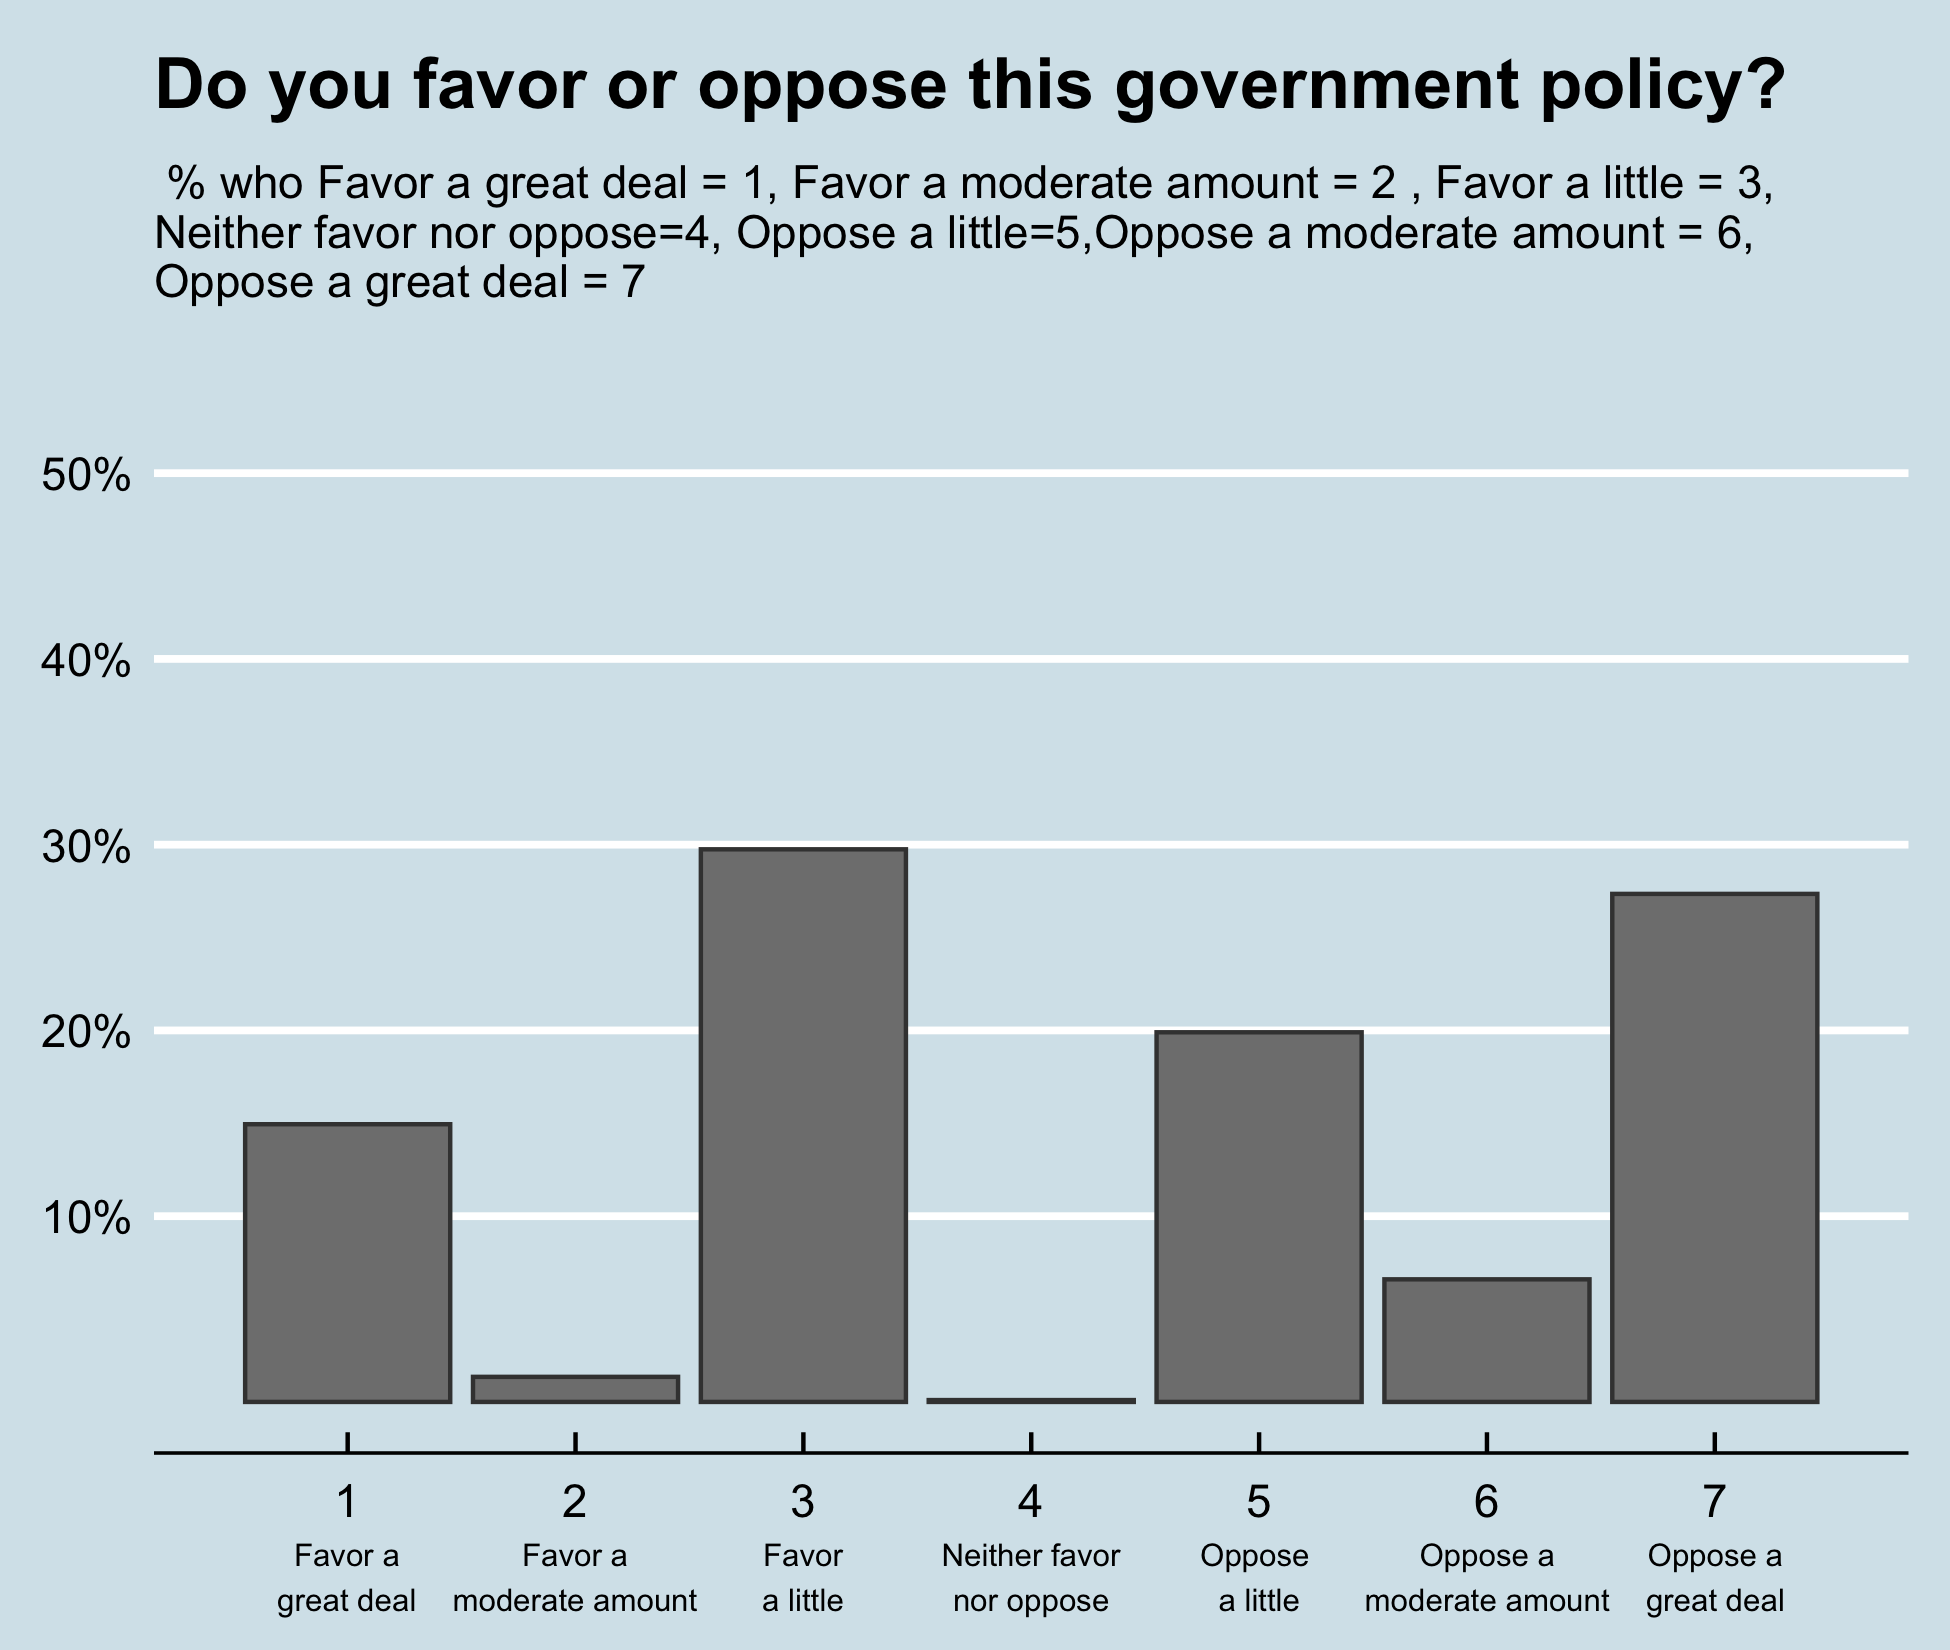 Do you favor or oppose this government policy?
% who Favor a great deal = 1, Favor a moderate amount = 2 , Favor a little = 3,
Neither favor nor oppose=4, Oppose a little=5,Oppose a moderate amount = 6,
Oppose a great deal = 7
50%
40%
30%
20%
10%
1 2 3 4 5 6 7
Favor a Favor a Favor Neither favor Oppose Oppose a Oppose a
great deal moderate amount a little nor oppose a little moderate amount great deal